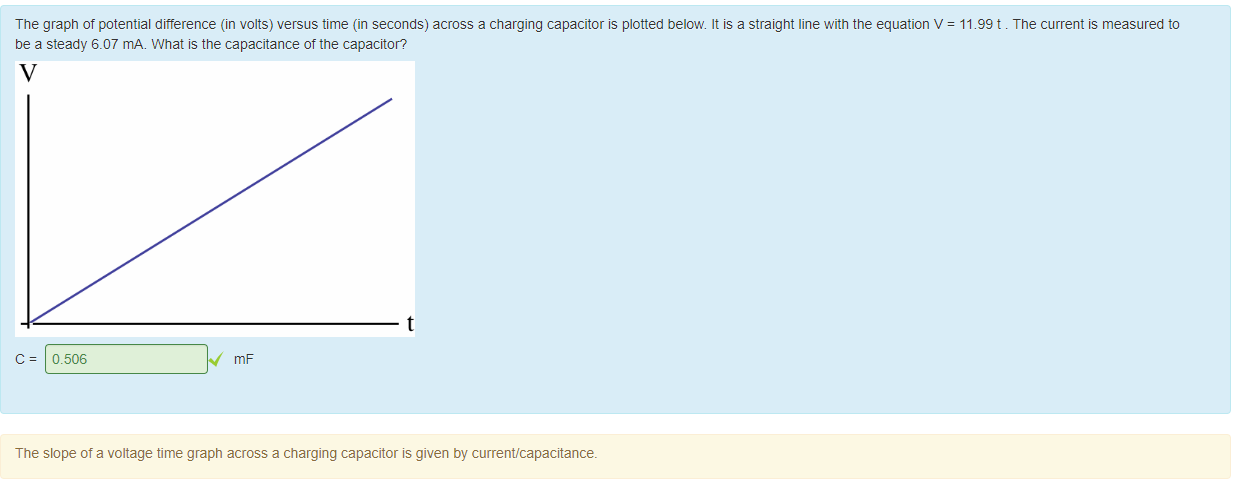 The graph of potential difference (in volts) versus time (in seconds) across a charging capacitor is plotted below. It is a straight line with the equation V = 11.99 t . The current is measured to
be a steady 6.07 mA. What is the capacitance of the capacitor?
V
t
C = 0.506 mF
The slope of a voltage time graph across a charging capacitor is given by current/capacitance.